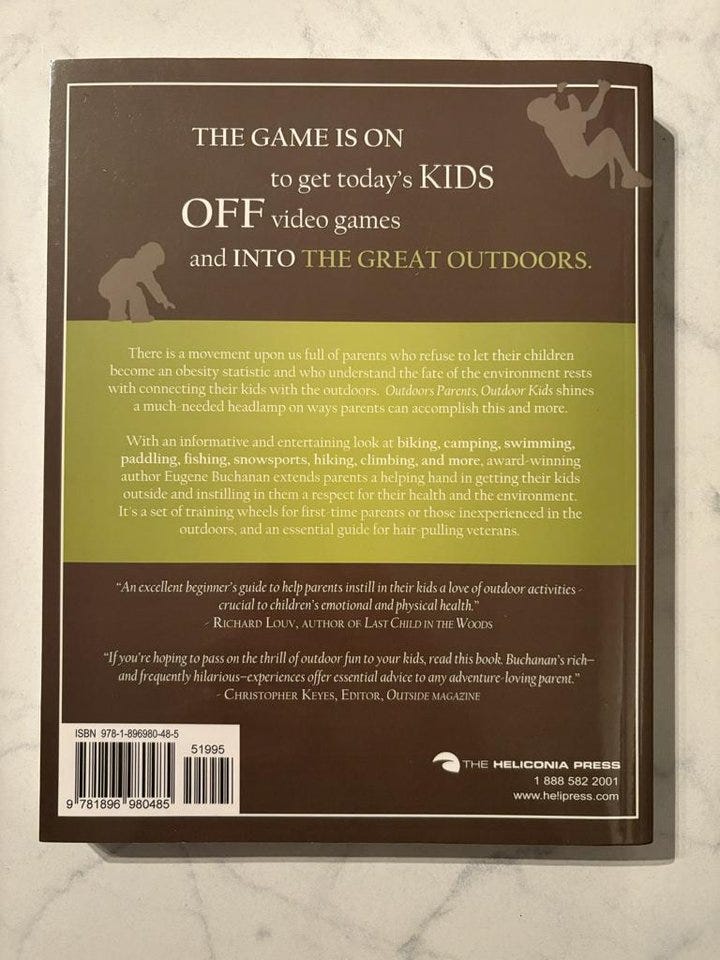 THE GAME IS ON
to get today's KIDS
OFF video games
and INTO THE GREAT OUTDOORS.
There is a movement upon us full of parents who refuse to let their children
become an obesity statistic and who understand the fate of the environment rests
with connecting their kids with the outdoors. Outdoors Parents, Outdoor Kids shines
a much-needed headlamp on ways parents can accomplish this and more.
With an informative and entertaining look at biking, camping, swimming,
paddling, fishing, snowsports, hiking, climbing, and more, award-winning
author Eugene Buchanan extends parents a helping hand in getting their kids
outside and instilling in them a respect for their health and the environment.
It's a set of training wheels for first-time parents or those inexperienced in the
outdoors, and an essential guide for hair-pulling veterans.
"An excellent beginner's guide to help parents instill in their kids a love of outdoor activities -
crucial to children's emotional and physical health."
- RICHARD LOUV, AUTHOR OF LAST CHILD IN THE WOODS
"If you're hoping to pass on the thrill of outdoor fun to your kids, read this book. Buchanan's rich—
and frequently hilarious—experiences offer essential advice to any adventure-loving parent."
- CHRISTOPHER KEYES, EDITOR, OUTSIDE MAGAZINE
ISBN 978-1-896980-48-5
51995
9 781896 980485
THE HELICONIA PRESS
1 888 582 2001
www.helipress.com